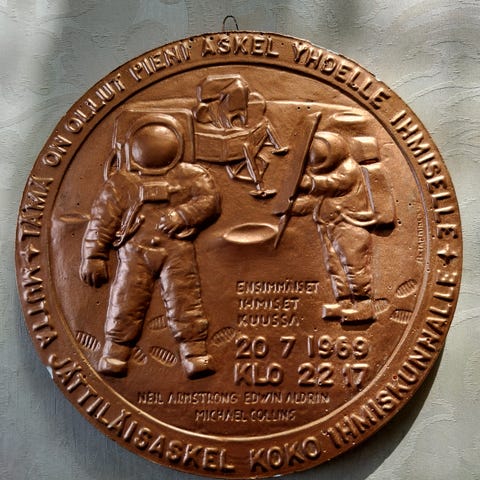 TÄMÄ ON OLLUT PIENI ASKEL YHDELLE IHMISELLE
MUTTA JÄTTILÄISASKEL KOKO IHMISKUNNALLE
ENSIMMÄISET
IHMISET
KUUSSA
20 7 1969
KLO 22 17
NEIL ARMSTRONG EDWIN ALDRIN
MICHAEL COLLINS